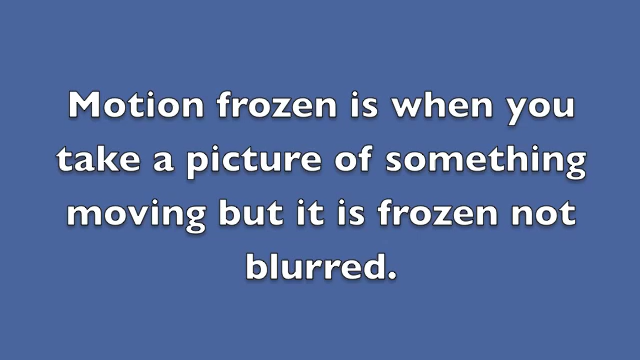 Motion frozen is when you
take a picture of something
moving but it is frozen not
blurred.